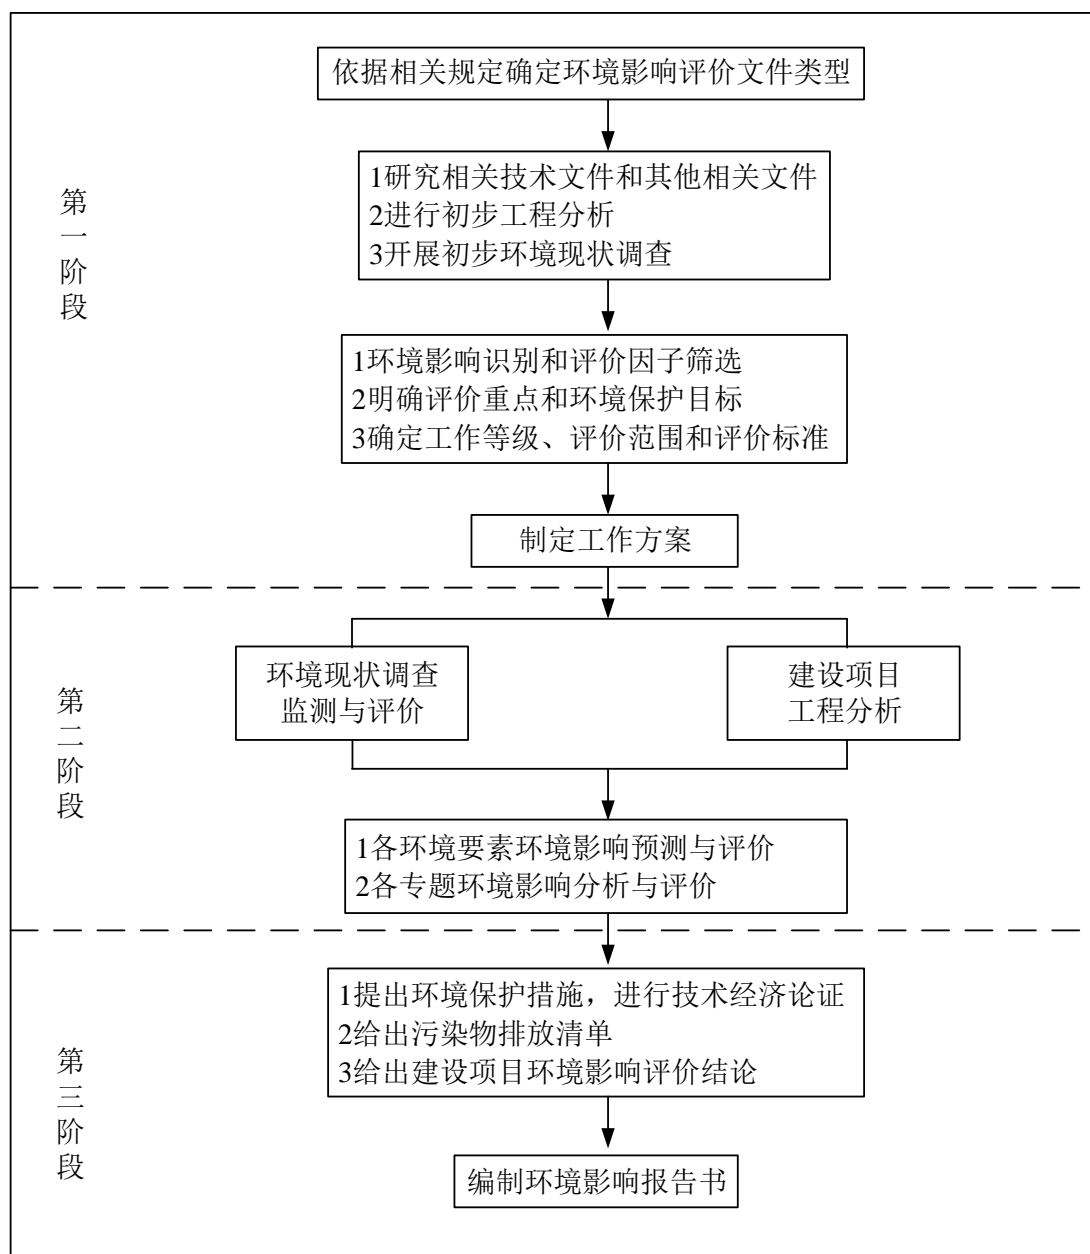 依据相关规定确定环境影响评价文件类型
第一阶段
1研究相关技术文件和其他相关文件
2进行初步工程分析
3开展初步环境现状调查
1环境影响识别和评价因子筛选
2明确评价重点和环境保护目标
3确定工作等级、评价范围和评价标准
制定工作方案
第二阶段
环境现状调查
监测与评价
建设项目
工程分析
1各环境要素环境影响预测与评价
2各专题环境影响分析与评价
第三阶段
1提出环境保护措施，进行技术经济论证
2给出污染物排放清单
3给出建设项目环境影响评价结论
编制环境影响报告书